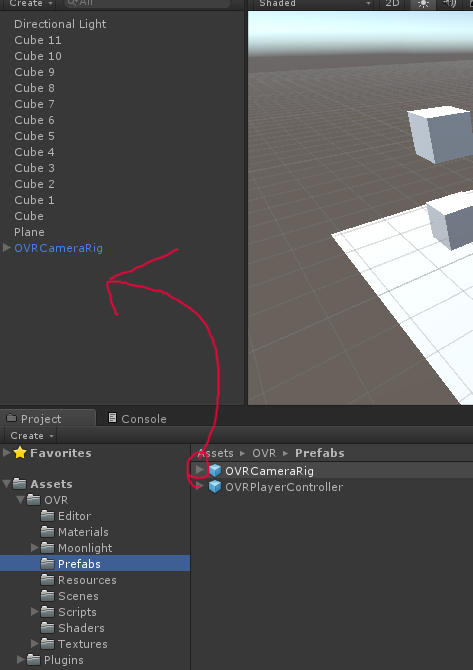 Create All Shaded 2D
Directional Light
Cube 11
Cube 10
Cube 9
Cube 8
Cube 7
Cube 6
Cube 5
Cube 4
Cube 3
Cube 2
Cube 1
Cube
Plane
OVRCameraRig
Project Console
Create
Favorites
Assets
OVR
Editor
Materials
Moonlight
Prefabs
Resources
Scenes
Scripts
Shaders
Textures
Plugins
Assets ▸ OVR ▸ Prefabs
OVRCameraRig
OVRPlayerController